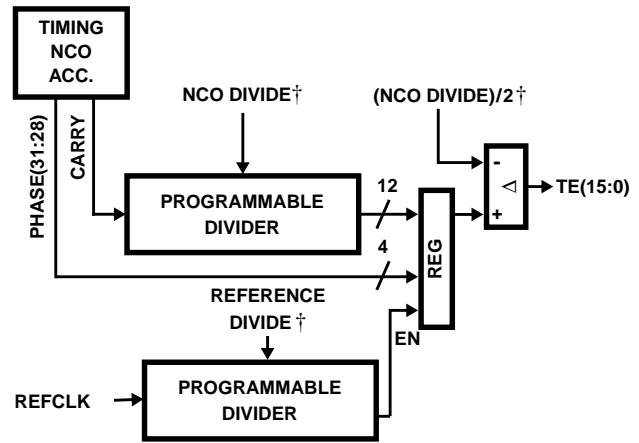 TIMING
NCO
ACC.
NCO DIVIDE†
(NCO DIVIDE)/2†
PHASE(31:28)
CARRY
-
TE(15:0)
+
PROGRAMMABLE
DIVIDER
12
4
REG
REFERENCE
DIVIDE†
EN
REFCLK
PROGRAMMABLE
DIVIDER